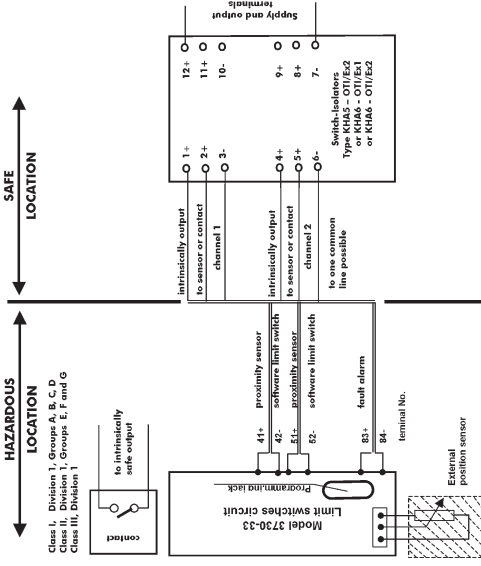 Supply and output
terminals
12+
11+
10-
9+
8+
7-
Switch-Isolators
Type KHA5 – OTI/Ex2
or KHA6 - OTI/Ex1
or KHA6 - OTI/Ex2
1+
2+
3-
4+
5+
6-
SAFE
LOCATION
intrinsically output
to sensor or contact
channel 1
intrinsically output
to sensor or contact
channel 2
to one common
line possible
HAZARDOUS
LOCATION
Class I, Division 1, Groups A, B, C, D
Class II, Division 1, Groups E, F and G
Class III, Division 1
to intrinsically
safe output
contact
proximity sensor
software limit switch
proximity sensor
software limit switch
fault alarm
41+
42-
51+
52-
83+
84-
terminal No.
Programm.ing jack
Model 3730-33
Limit switches circuit
External
position sensor